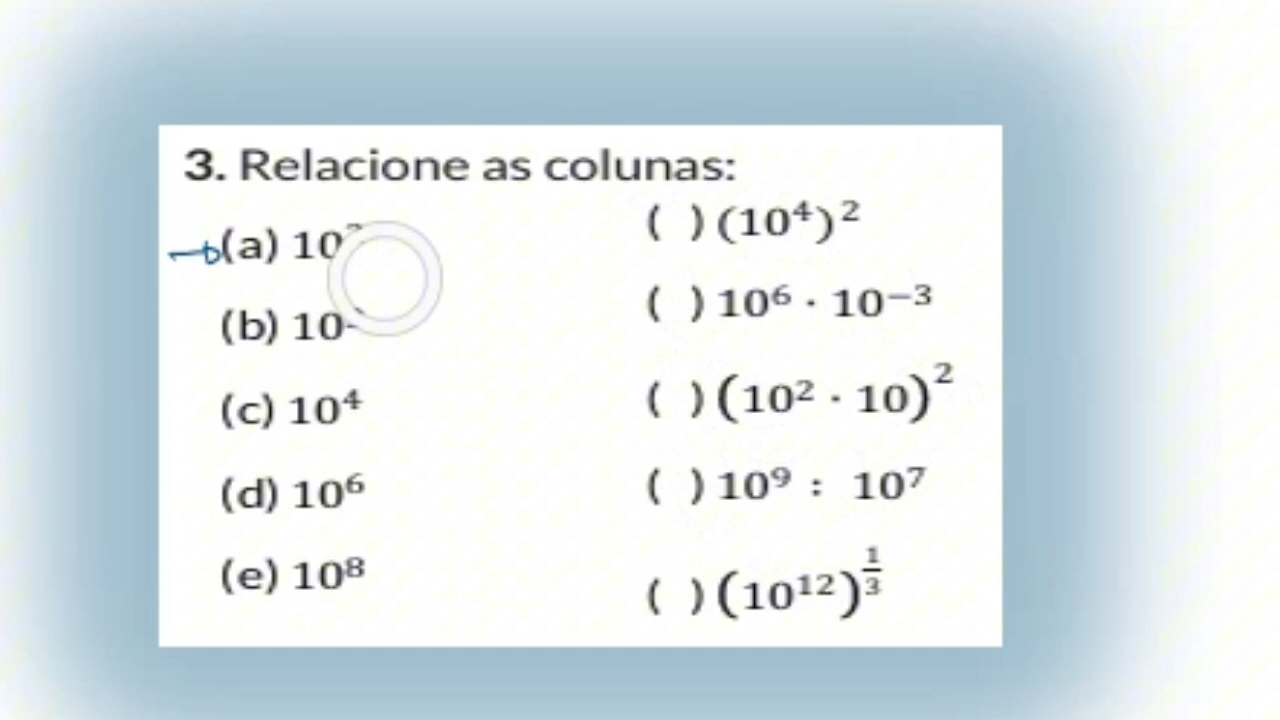 3. Relacione as colunas:
(a) 10
(b) 10
(c) 10⁴
(d) 10⁶
(e) 10⁸
( ) (10⁴)²
( ) 10⁶ · 10⁻³
( ) (10² · 10)²
( ) 10⁹ : 10⁷
( ) (10¹²)^(1/3)